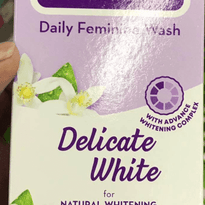 Daily Feminine Wash
WITH ADVANCE
WHITENING COMPLEX
Delicate
White
for
NATURAL WHITENING